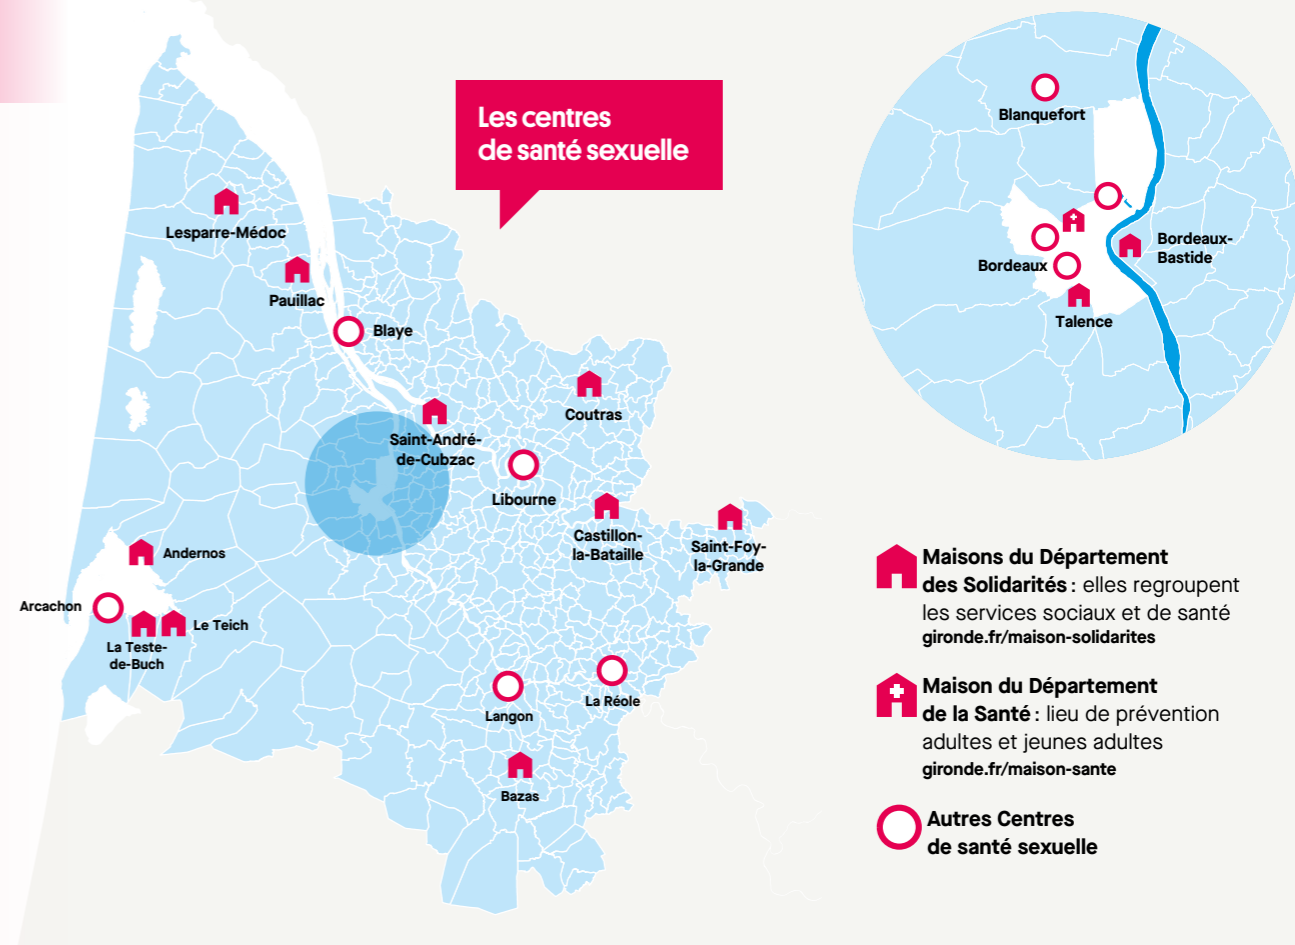 Les centres
de santé sexuelle
Lesparre-Médoc
Pauillac
Blaye
Coutras
Saint-André-
de-Cubzac
Libourne
Castillon-
la-Bataille
Saint-Foy-
la-Grande
Andernos
Arcachon
Le Teich
La Teste-
de-Buch
La Réole
Langon
Bazas
Blanquefort
Bordeaux-
Bastide
Bordeaux
Talence
Maisons du Département
des Solidarités : elles regroupent
les services sociaux et de santé
gironde.fr/maison-solidarites
Maison du Département
de la Santé : lieu de prévention
adultes et jeunes adultes
gironde.fr/maison-sante
Autres Centres
de santé sexuelle